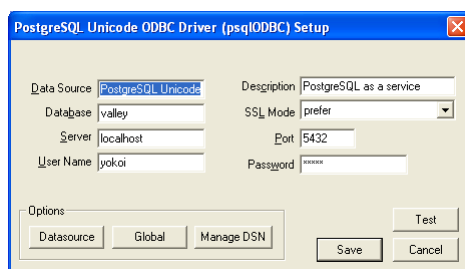 PostgreSQL Unicode ODBC Driver (psqlODBC) Setup
Data Source PostgreSQL Unicode Description PostgreSQL as a service
Database valley SSL Mode prefer
Server localhost Port 5432
User Name yokoi Password *****
Options
Datasource Global Manage DSN
Test
Save Cancel